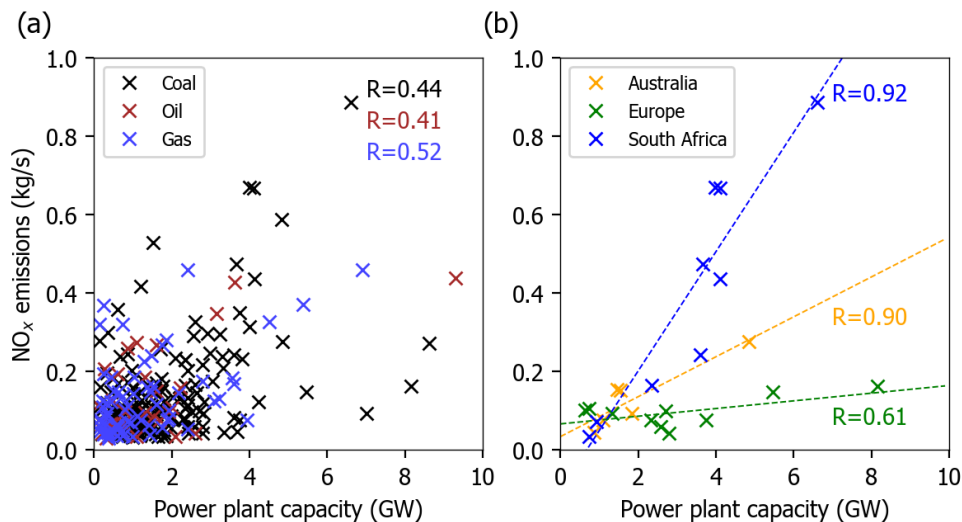 (a)
(b)
NOₓ emissions (kg/s)
1.0
0.8
0.6
0.4
0.2
0.0
Coal
Oil
Gas
R=0.44
R=0.41
R=0.52
0
2
4
6
8
10
Power plant capacity (GW)
1.0
0.8
0.6
0.4
0.2
0.0
Australia
Europe
South Africa
R=0.92
R=0.90
R=0.61
0
2
4
6
8
10
Power plant capacity (GW)